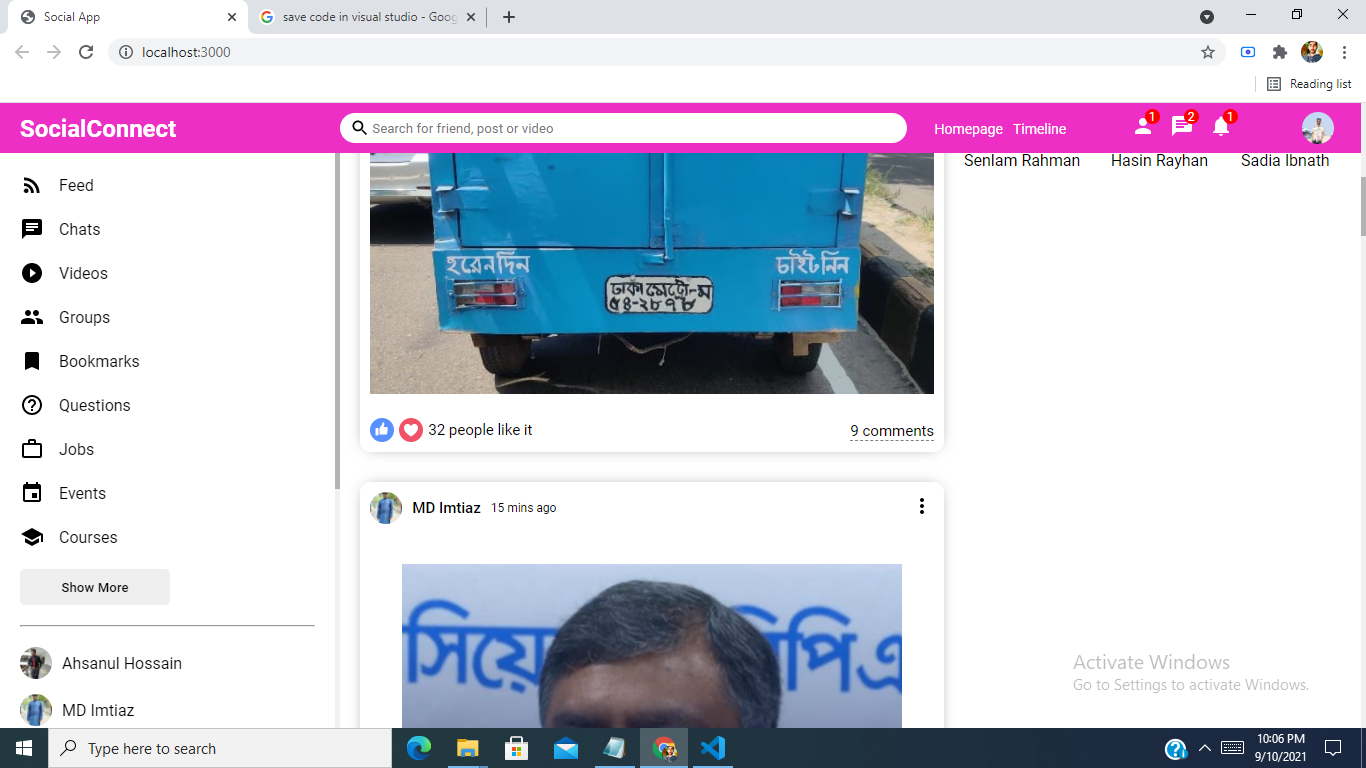 Social App
save code in visual studio - Goog
localhost:3000
Reading list
SocialConnect
Search for friend, post or video
Homepage Timeline
1 2 1
Senlam Rahman Hasin Rayhan Sadia Ibnath
Feed
Chats
Videos
Groups
Bookmarks
Questions
Jobs
Events
Courses
Show More
Ahsanul Hossain
MD Imtiaz
হরেন দিন
চাইট নিন
ঢাকা মেট্রো-ম
৫৪-২৮৭৮
32 people like it
9 comments
MD Imtiaz 15 mins ago
সিয়ে
পিএ
Activate Windows
Go to Settings to activate Windows.
Type here to search
10:06 PM
9/10/2021